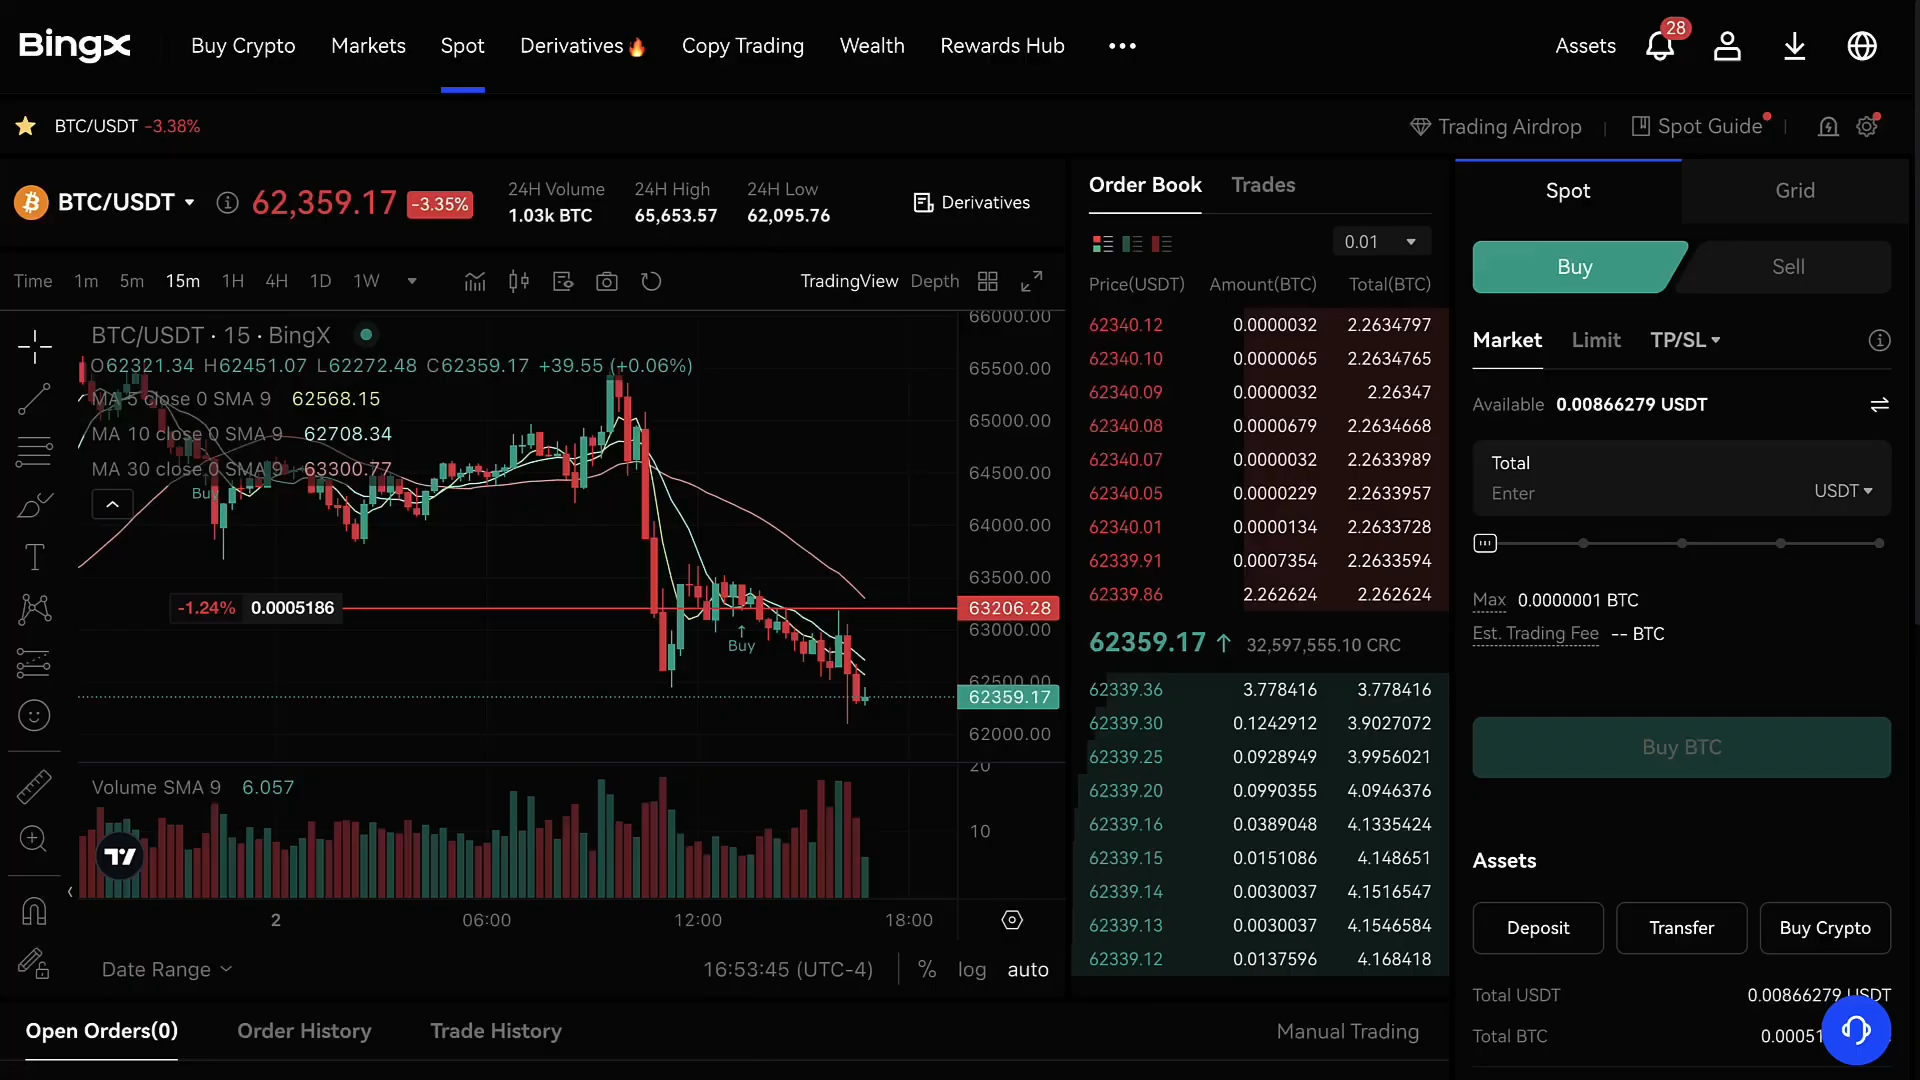 BingX
Buy Crypto
Markets
Spot
Derivatives
Copy Trading
Wealth
Rewards Hub
Assets
28
BTC/USDT -3.38%
Trading Airdrop
Spot Guide
BTC/USDT
62,359.17
-3.35%
24H Volume
1.03k BTC
24H High
65,653.57
24H Low
62,095.76
Derivatives
Time 1m 5m 15m 1H 4H 1D 1W
TradingView Depth
BTC/USDT · 15 · BingX
O62321.34 H62451.07 L62272.48 C62359.17 +39.55 (+0.06%)
MA 5 close 0 SMA 9 62568.15
MA 10 close 0 SMA 9 62708.34
MA 30 close 0 SMA 9 63300.77
Buy
-1.24% 0.0005186
Buy
66000.00
65500.00
65000.00
64500.00
64000.00
63500.00
63206.28
63000.00
62500.00
62359.17
62000.00
Volume SMA 9 6.057
20
10
2 06:00 12:00 18:00
Date Range
16:53:45 (UTC-4)
% log auto
Order Book Trades
0.01
Price(USDT) Amount(BTC) Total(BTC)
62340.12 0.0000032 2.2634797
62340.10 0.0000065 2.2634765
62340.09 0.0000032 2.26347
62340.08 0.0000679 2.2634668
62340.07 0.0000032 2.2633989
62340.05 0.0000229 2.2633957
62340.01 0.0000134 2.2633728
62339.91 0.0007354 2.2633594
62339.86 2.262624 2.262624
62359.17 ↑ 32,597,555.10 CRC
62339.36 3.778416 3.778416
62339.30 0.1242912 3.9027072
62339.25 0.0928949 3.9956021
62339.20 0.0990355 4.0946376
62339.16 0.0389048 4.1335424
62339.15 0.0151086 4.148651
62339.14 0.0030037 4.1516547
62339.13 0.0030037 4.1546584
62339.12 0.0137596 4.168418
Spot Grid
Buy Sell
Market Limit TP/SL
Available 0.00866279 USDT
Total
Enter USDT
Max 0.0000001 BTC
Est. Trading Fee -- BTC
Buy BTC
Assets
Deposit Transfer Buy Crypto
Total USDT 0.00866279 USDT
Total BTC 0.00051
Open Orders(0) Order History Trade History
Manual Trading